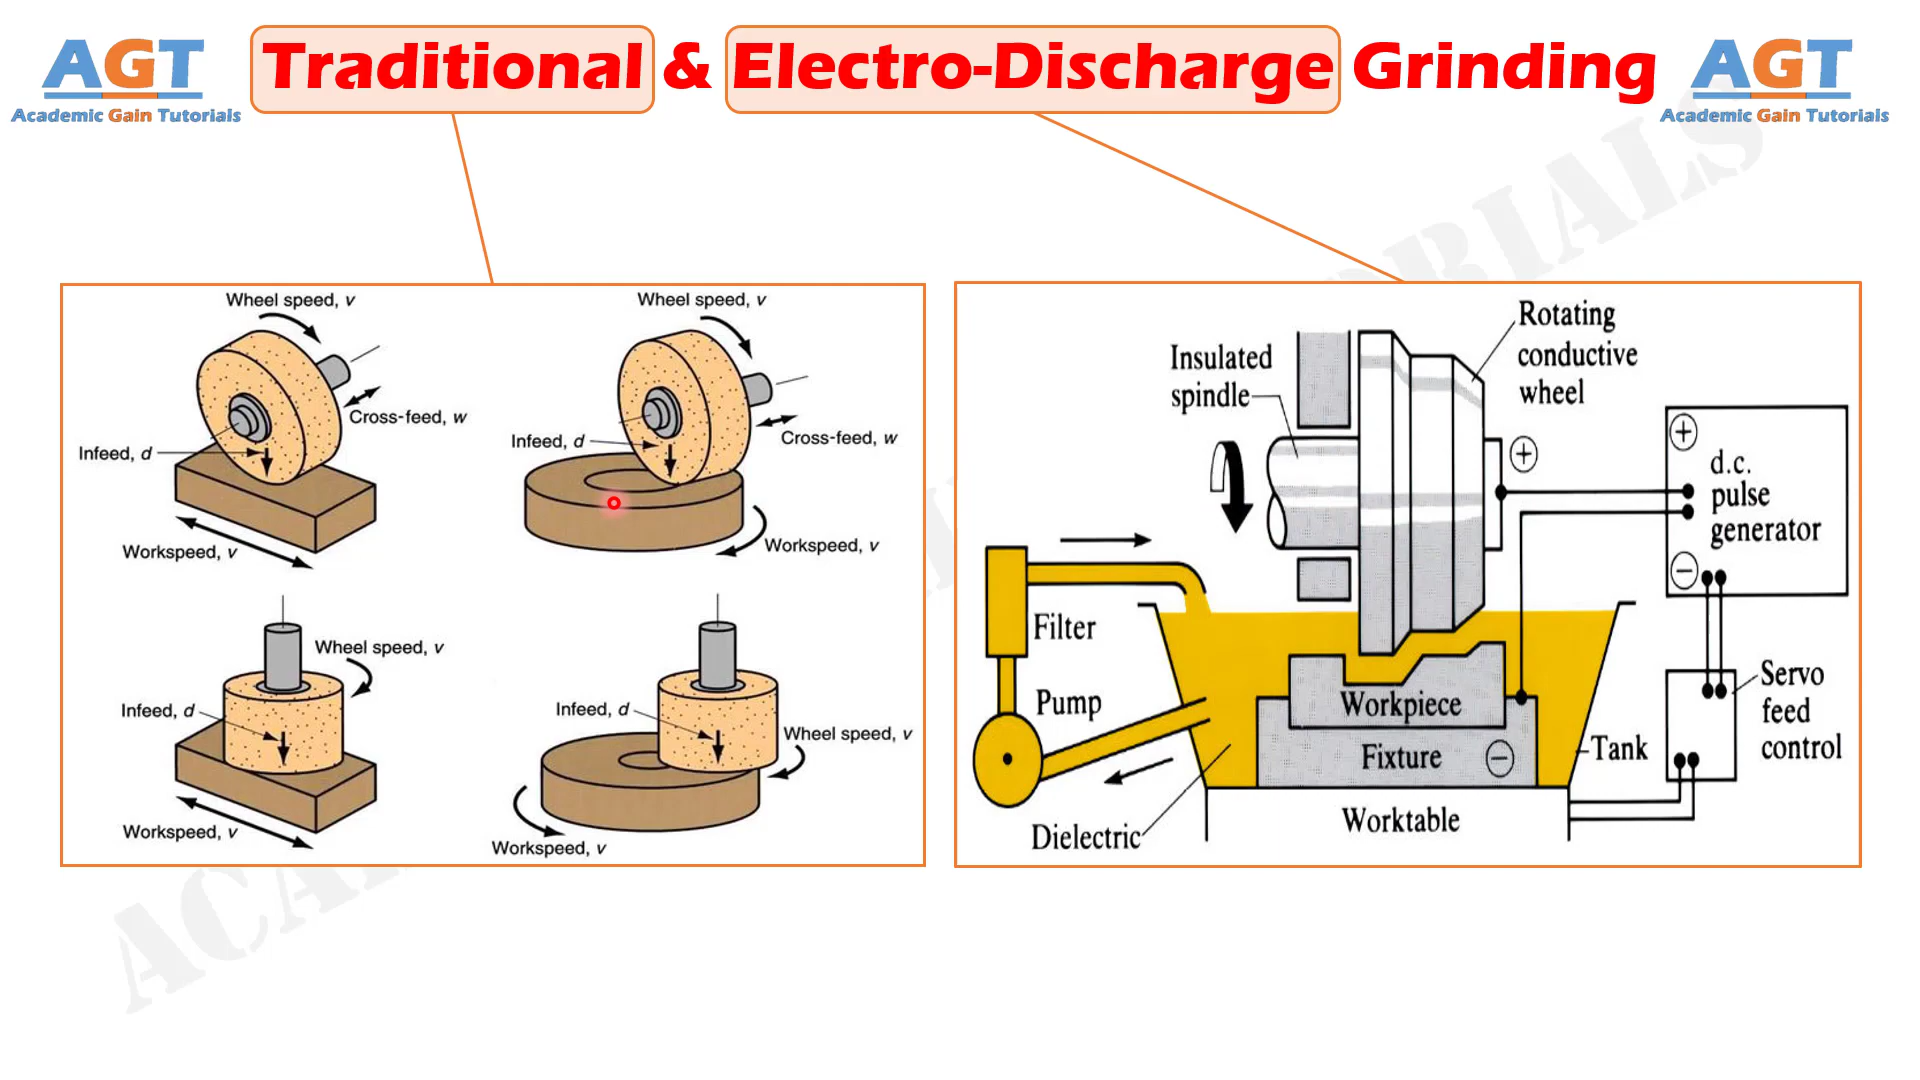 AGT
Academic Gain Tutorials
Traditional & Electro-Discharge Grinding
AGT
Academic Gain Tutorials
Wheel speed, v
Cross-feed, w
Infeed, d
Workspeed, v
Wheel speed, v
Infeed, d
Cross-feed, w
Workspeed, v
Wheel speed, v
Infeed, d
Workspeed, v
Infeed, d
Wheel speed, v
Workspeed, v
Rotating
conductive
wheel
Insulated
spindle
+
+
d.c.
pulse
generator
−
Filter
Pump
Workpiece
Fixture
−
Tank
Servo
feed
control
Dielectric
Worktable